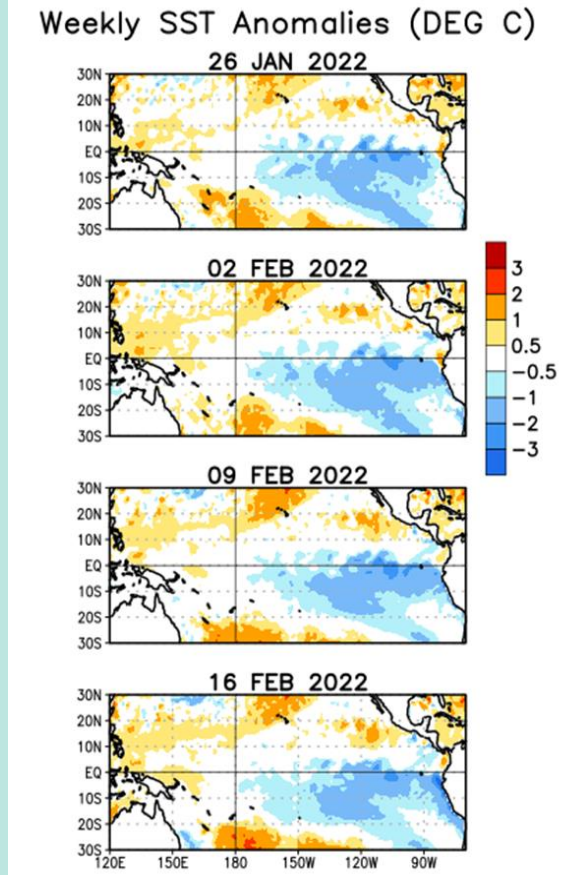 Weekly SST Anomalies (DEG C)
26 JAN 2022
30N
20N
10N
EQ
10S
20S
30S
02 FEB 2022
30N
20N
10N
EQ
10S
20S
30S
3
2
1
0.5
-0.5
-1
-2
-3
09 FEB 2022
30N
20N
10N
EQ
10S
20S
30S
16 FEB 2022
30N
20N
10N
EQ
10S
20S
30S
120E 150E 180 150W 120W 90W